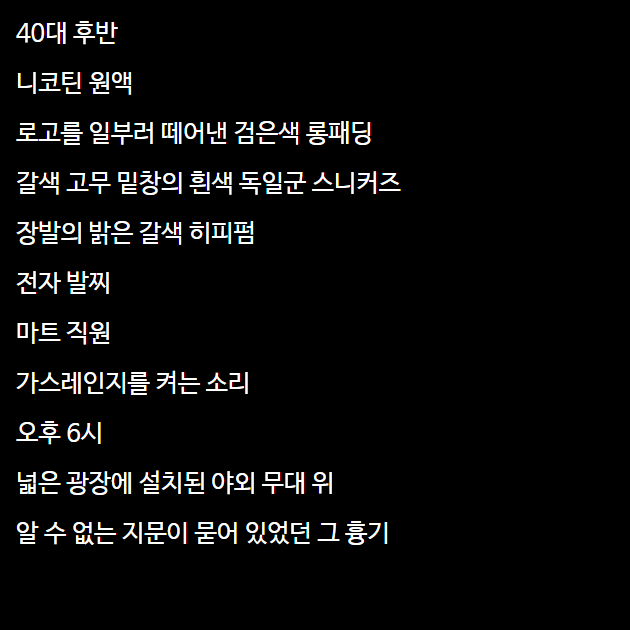 40대 후반
니코틴 원액
로고를 일부러 떼어낸 검은색 롱패딩
갈색 고무 밑창의 흰색 독일군 스니커즈
장발의 밝은 갈색 히피펌
전자 발찌
마트 직원
가스레인지를 켜는 소리
오후 6시
넓은 광장에 설치된 야외 무대 위
알 수 없는 지문이 묻어 있었던 그 흉기